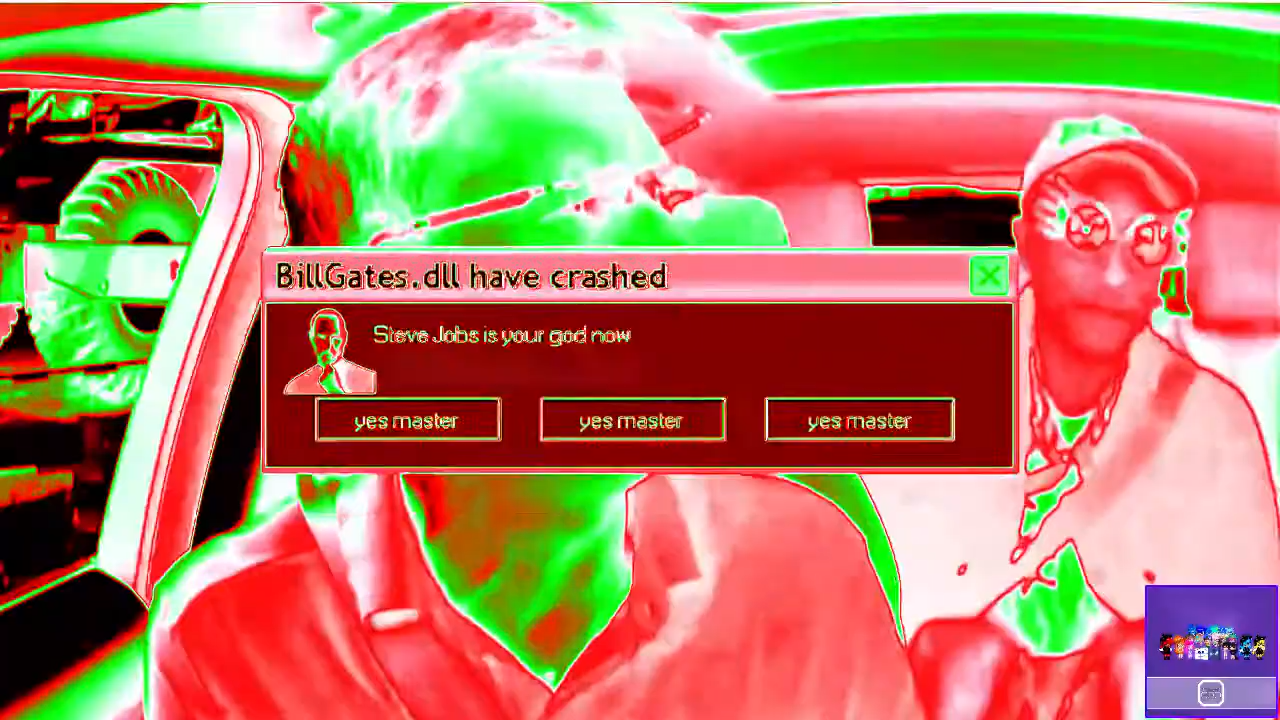 BillGates.dll have crashed
Steve Jobs is your god now
yes master yes master yes master